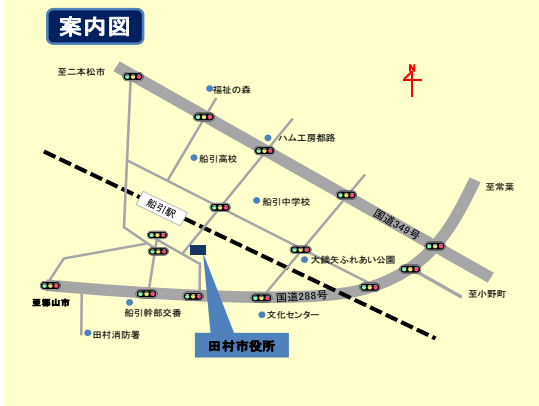 案内図
至二本松市
N
福祉の森
ハム工房都路
船引高校
至常葉
船引中学校
船引駅
国道349号
大鏑矢ふれあい公園
至小野町
国道288号
至郡山市
船引幹部交番
文化センター
田村消防署
田村市役所